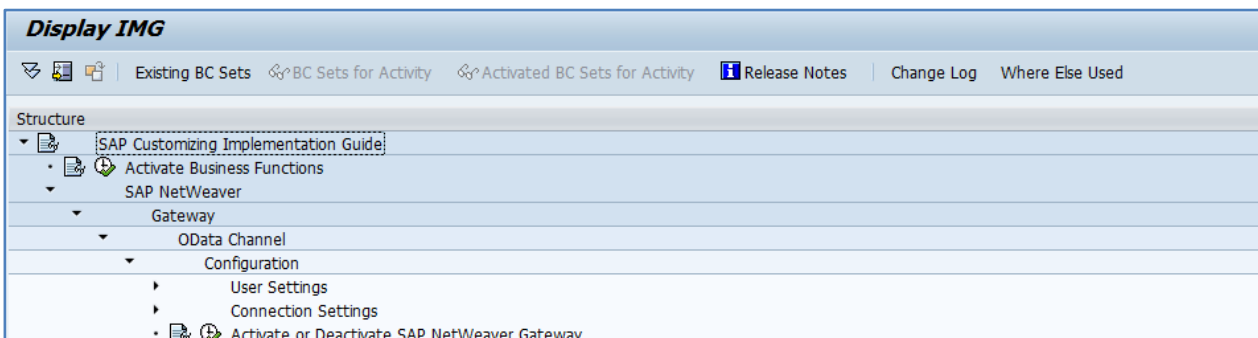 Display IMG
Existing BC Sets BC Sets for Activity Activated BC Sets for Activity Release Notes Change Log Where Else Used
Structure
SAP Customizing Implementation Guide
Activate Business Functions
SAP NetWeaver
Gateway
OData Channel
Configuration
User Settings
Connection Settings
Activate or Deactivate SAP NetWeaver Gateway